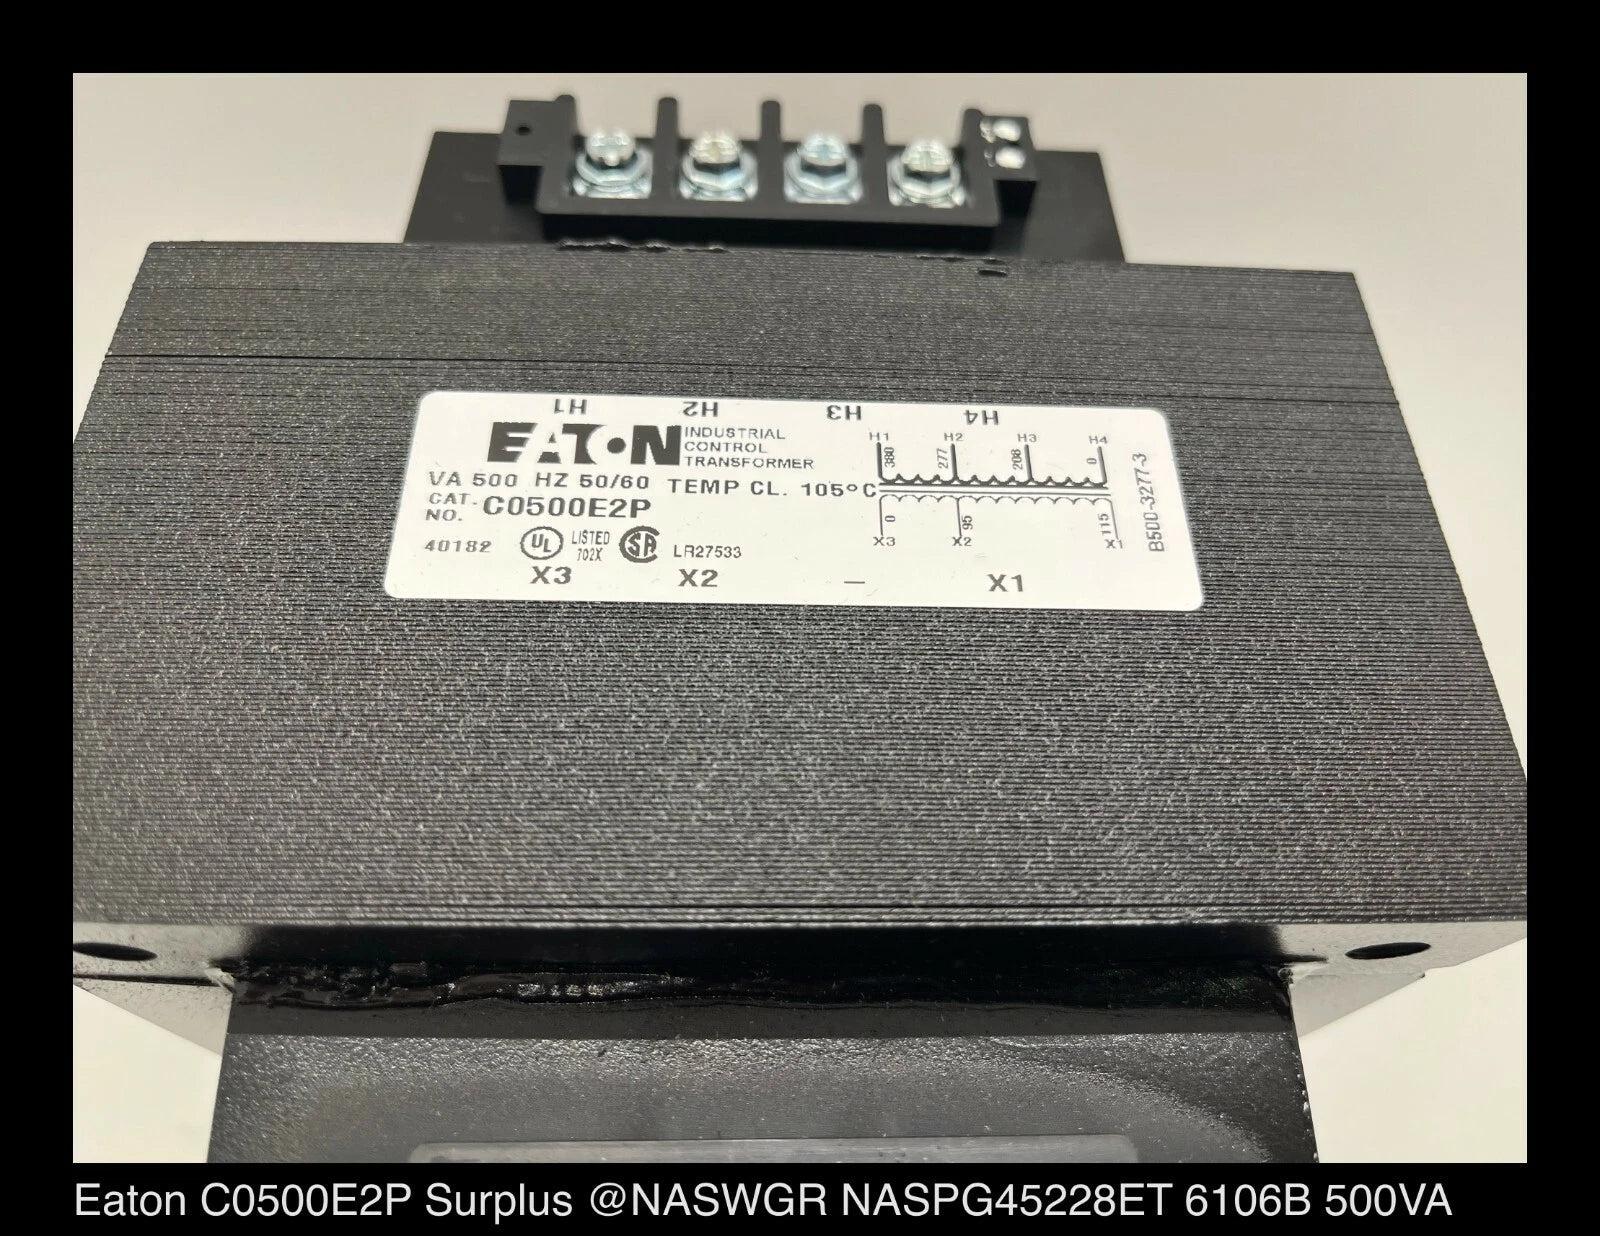 H1 H2 H3 H4
EATON INDUSTRIAL
CONTROL
TRANSFORMER
VA 500 HZ 50/60 TEMP CL. 105°C
CAT. NO. C0500E2P
40182 UL LISTED 702X SA LR27533
X3 X2 – X1
H1 H2 H3 H4
380 277 208 0
0 95 115
X3 X2 X1
B500-3277-3
Eaton C0500E2P Surplus @NASWGR NASPG45228ET 6106B 500VA